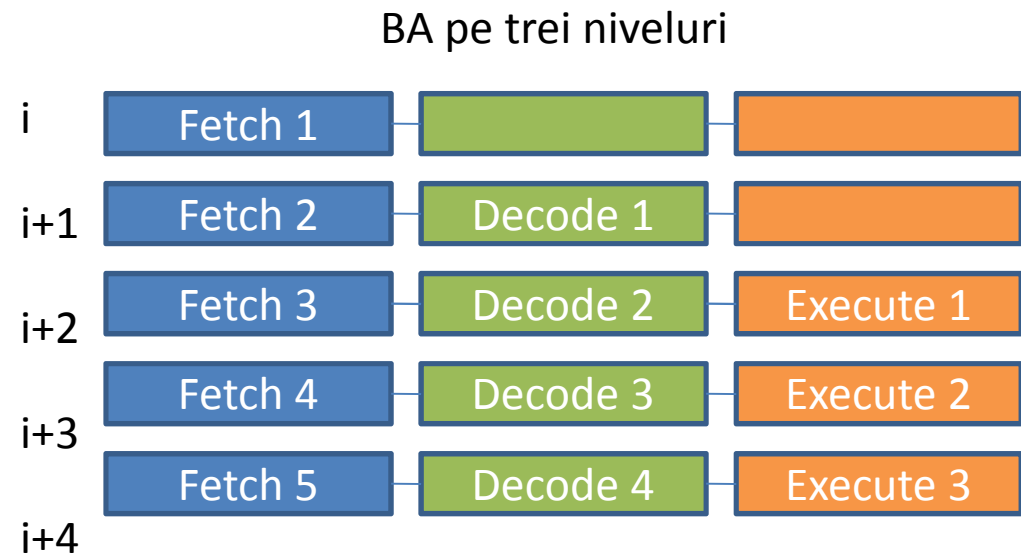 BA pe trei niveluri
i Fetch 1
i+1 Fetch 2 Decode 1
i+2 Fetch 3 Decode 2 Execute 1
i+3 Fetch 4 Decode 3 Execute 2
i+4 Fetch 5 Decode 4 Execute 3